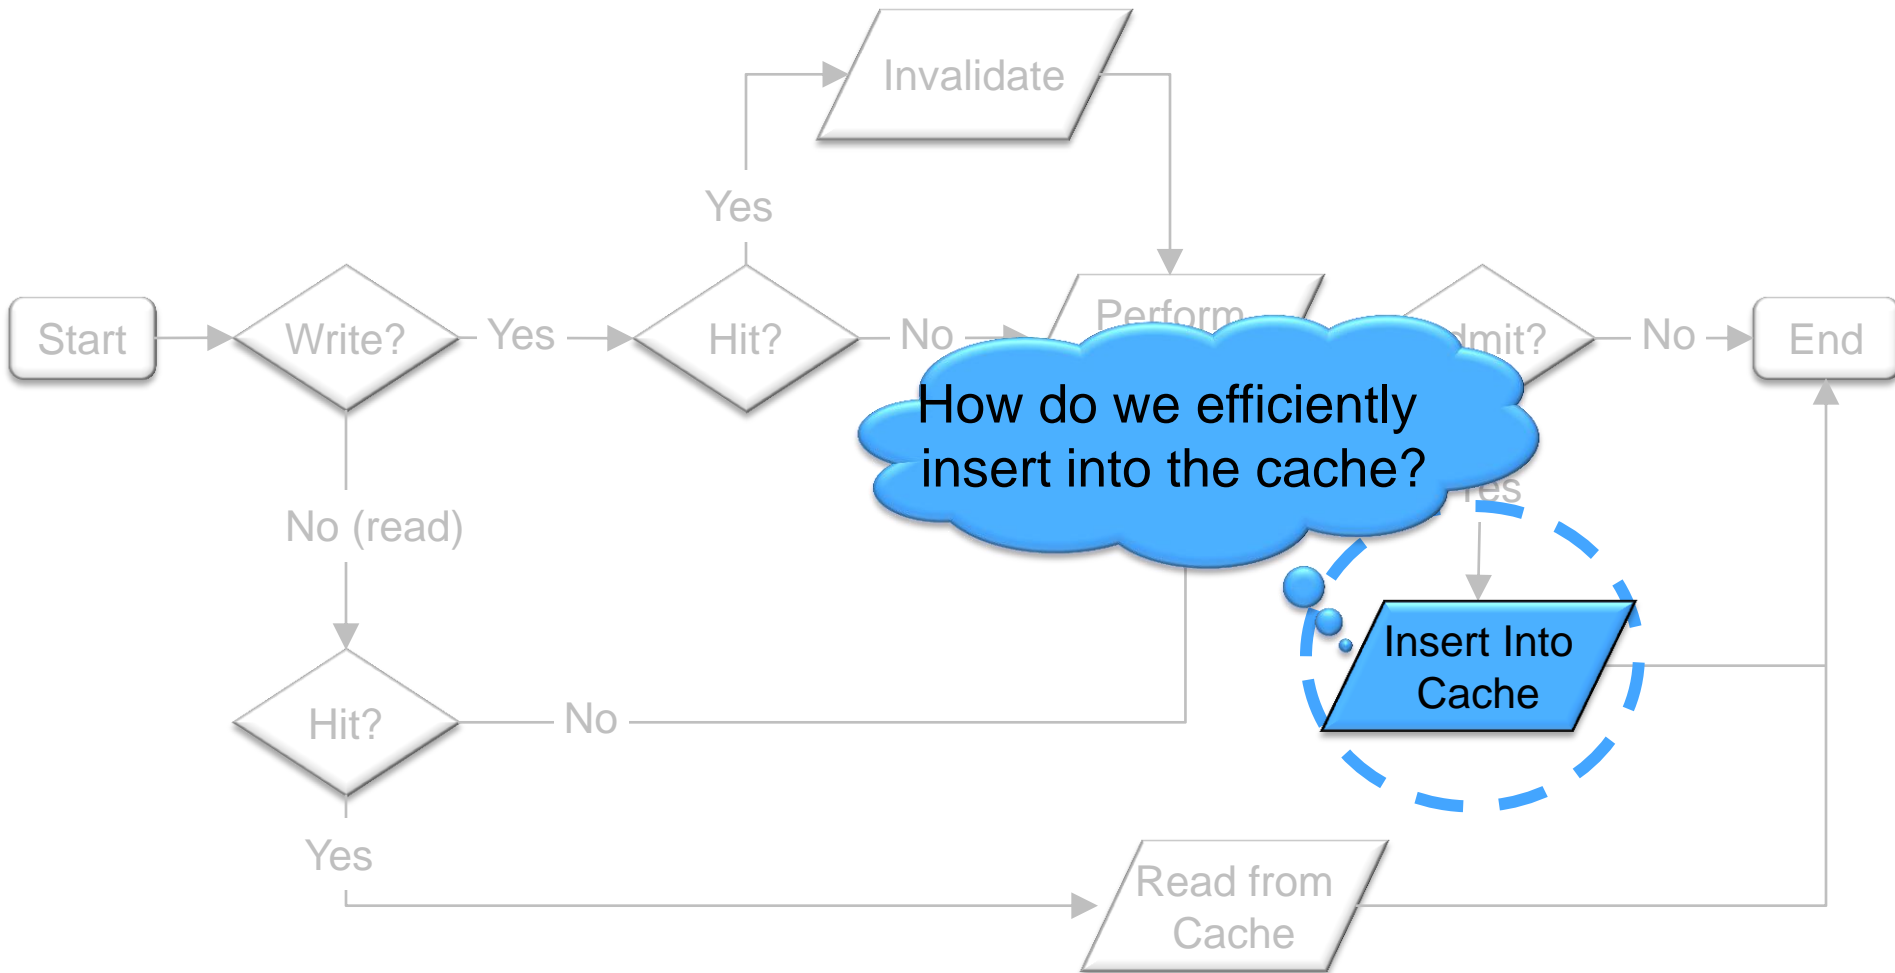 Invalidate
Yes
Start
Write?
Yes
Hit?
No
Perform
No
End
How do we efficiently
insert into the cache?
No (read)
Insert Into
Cache
Hit?
No
Yes
Read from
Cache